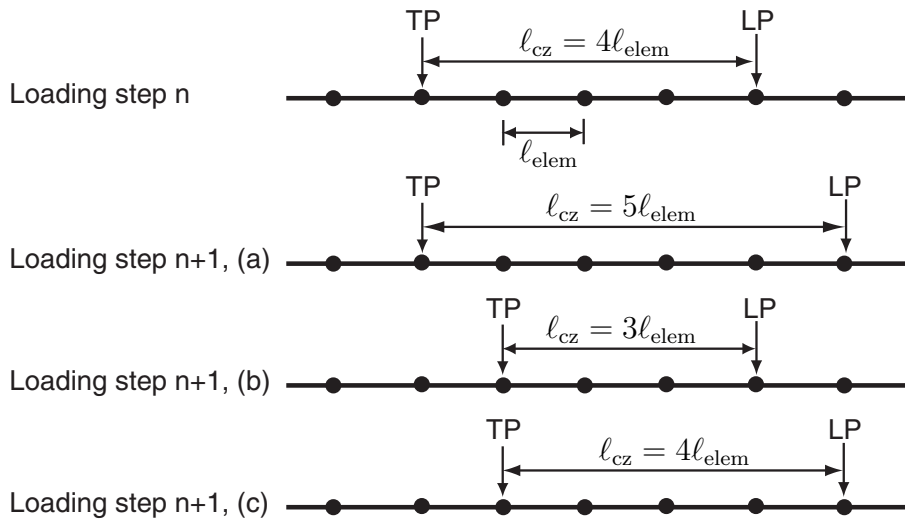 TP LP
ℓcz = 4ℓelem
Loading step n
ℓelem
TP LP
ℓcz = 5ℓelem
Loading step n+1, (a)
TP LP
ℓcz = 3ℓelem
Loading step n+1, (b)
TP LP
ℓcz = 4ℓelem
Loading step n+1, (c)